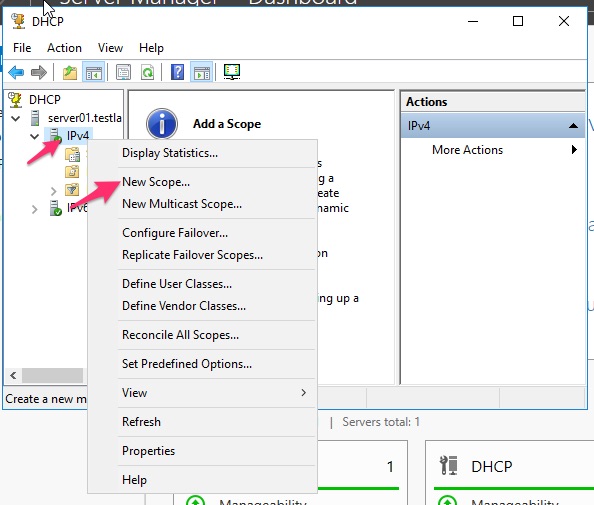 Server Manager Dashboard
DHCP
File Action View Help
DHCP
server01.testla
IPv4
IPv6
Add a Scope
a
eate
namic
on
ng up a
Actions
IPv4
More Actions
Display Statistics...
New Scope...
New Multicast Scope...
Configure Failover...
Replicate Failover Scopes...
Define User Classes...
Define Vendor Classes...
Reconcile All Scopes...
Set Predefined Options...
View
Refresh
Properties
Help
Create a new m
| Servers total: 1
1
DHCP
Manageability
Manageability